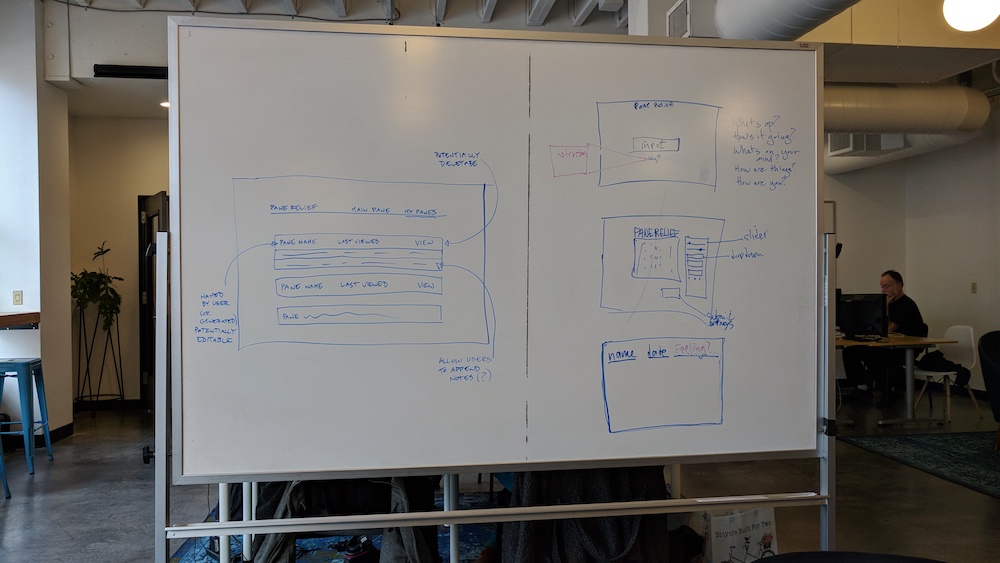 POTENTIALLY
DELETABLE
PANE RELIEF MAIN PANE MY PANES
PANE NAME LAST VIEWED VIEW
PANE NAME LAST VIEWED VIEW
PANE
NAMED
BY USER
(OR
GENERATED)
POTENTIALLY
EDITABLE
ALLOW USERS
TO APPEND
NOTES (?)
Pane Relief
input
What's up?
How's it going?
What's on your
mind?
How are things?
How are you?
PANE RELIEF
slider
dropdown
name date Feeling?
Bicycle Built For Two